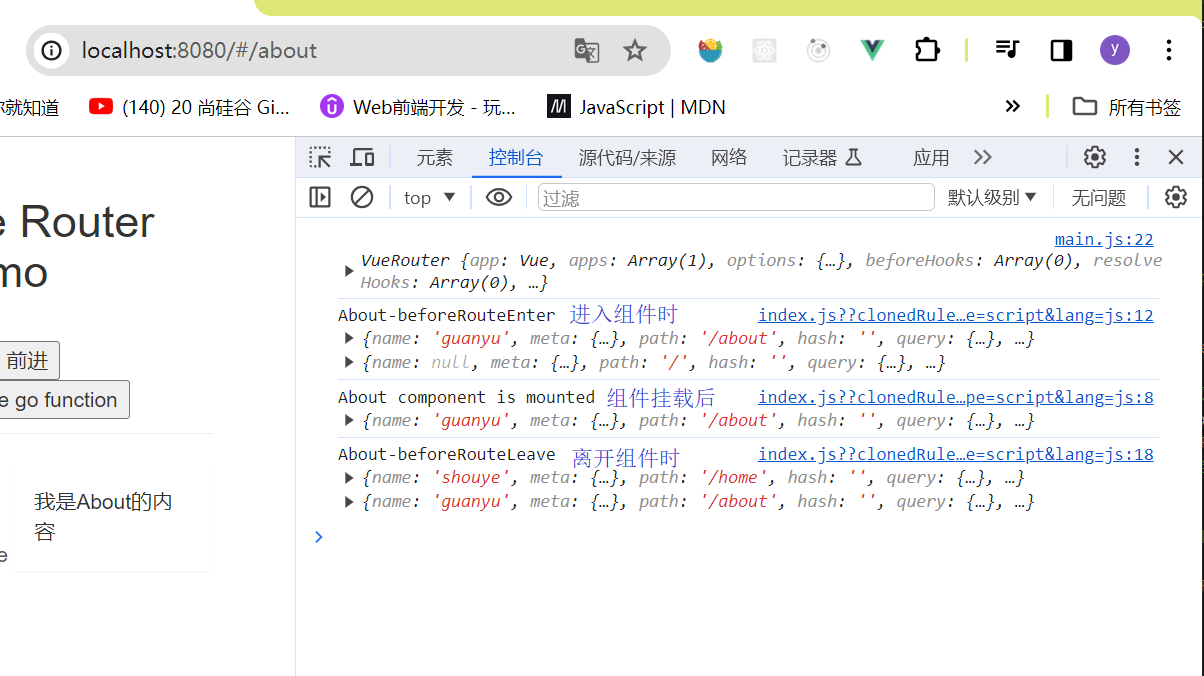 localhost:8080/#/about
y
你就知道
(140) 20 尚硅谷 Gi...
Web前端开发 - 玩...
JavaScript | MDN
所有书签
元素
控制台
源代码/来源
网络
记录器
应用
top ▼
过滤
默认级别 ▼
无问题
e Router
mo
前进
e go function
我是About的内
容
e
main.js:22
VueRouter {app: Vue, apps: Array(1), options: {…}, beforeHooks: Array(0), resolve
Hooks: Array(0), …}
About-beforeRouteEnter 进入组件时 index.js??clonedRule…e=script&lang=js:12
{name: 'guanyu', meta: {…}, path: '/about', hash: '', query: {…}, …}
{name: null, meta: {…}, path: '/', hash: '', query: {…}, …}
About component is mounted 组件挂载后 index.js??clonedRule…pe=script&lang=js:8
{name: 'guanyu', meta: {…}, path: '/about', hash: '', query: {…}, …}
About-beforeRouteLeave 离开组件时 index.js??clonedRule…e=script&lang=js:18
{name: 'shouye', meta: {…}, path: '/home', hash: '', query: {…}, …}
{name: 'guanyu', meta: {…}, path: '/about', hash: '', query: {…}, …}